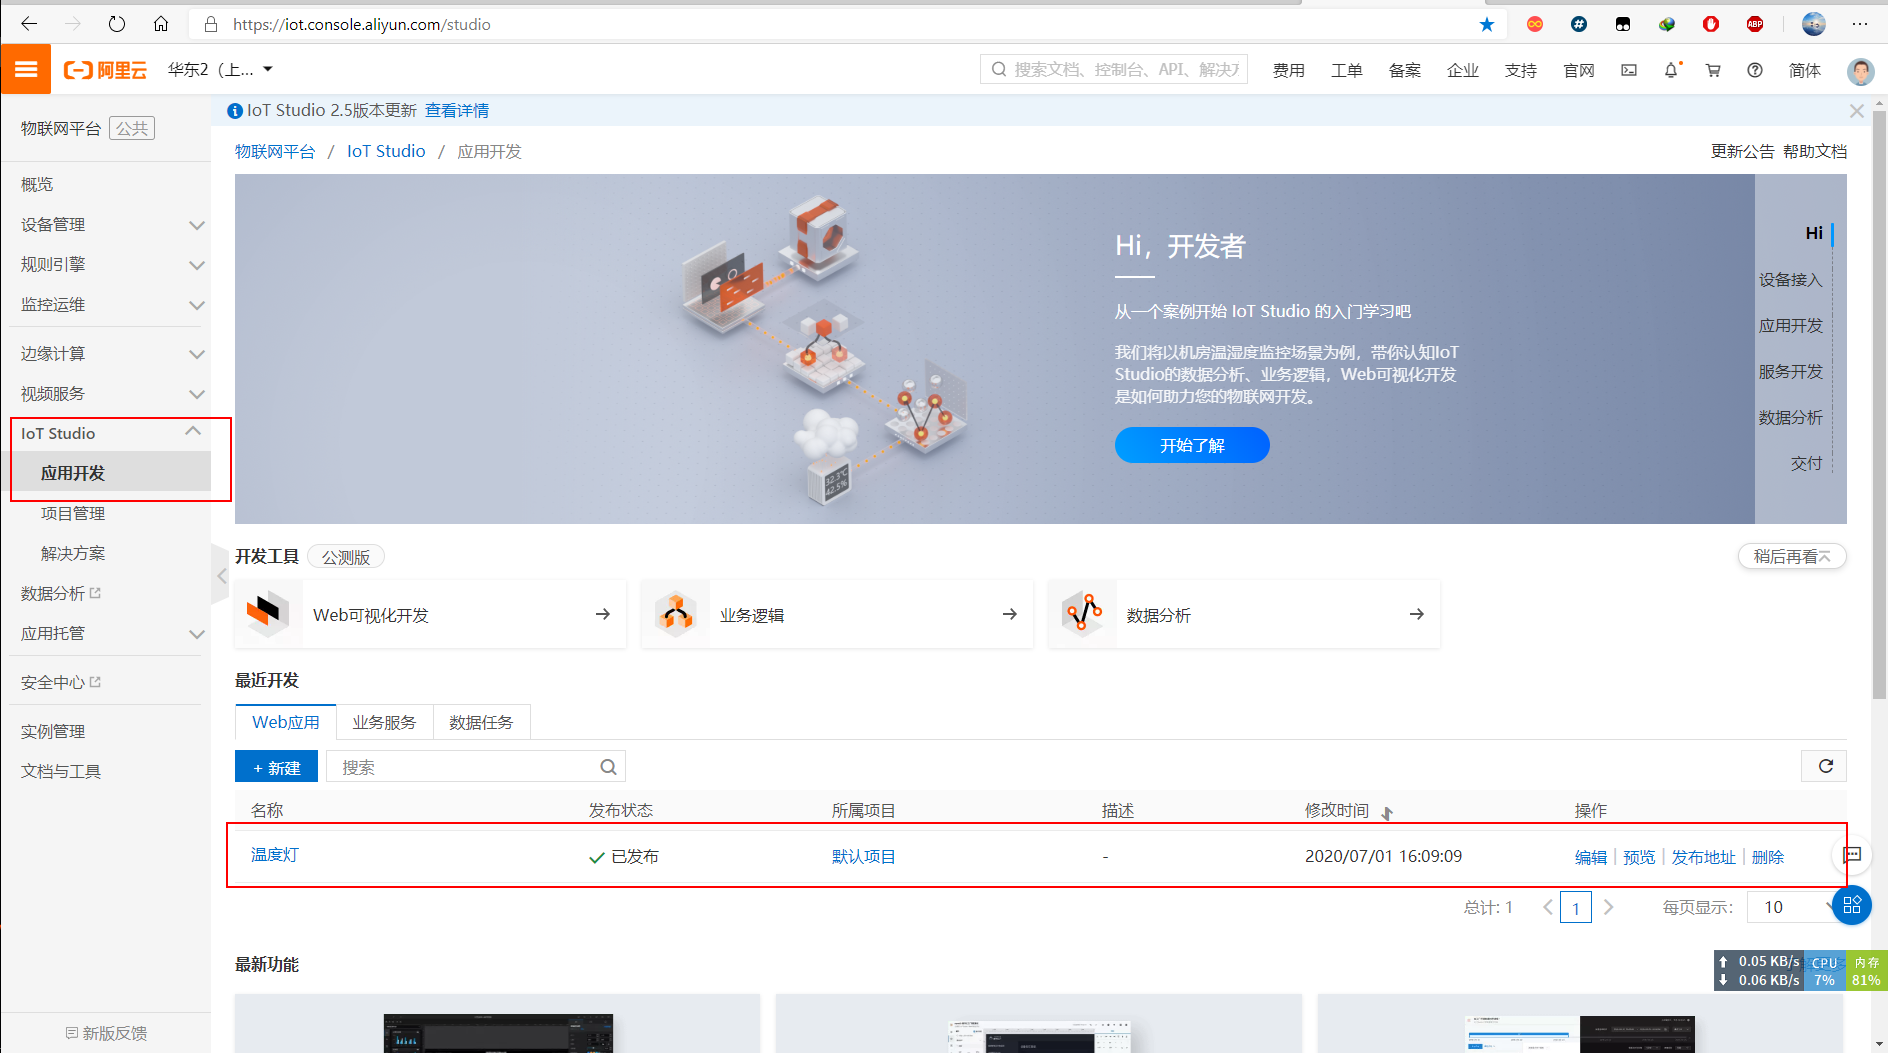 https://iot.console.aliyun.com/studio
阿里云
华东2（上...
搜索文档、控制台、API、解决方
费用
工单
备案
企业
支持
官网
简体
物联网平台 公共
IoT Studio 2.5版本更新 查看详情
物联网平台 / IoT Studio / 应用开发
更新公告 帮助文档
概览
设备管理
规则引擎
监控运维
边缘计算
视频服务
IoT Studio
应用开发
项目管理
解决方案
数据分析
应用托管
安全中心
实例管理
文档与工具
新版反馈
Hi，开发者
从一个案例开始 IoT Studio 的入门学习吧
我们将以机房温湿度监控场景为例，带你认知IoT
Studio的数据分析、业务逻辑，Web可视化开发
是如何助力您的物联网开发。
开始了解
32.3℃
42.5%
Hi
设备接入
应用开发
服务开发
数据分析
交付
开发工具 公测版
稍后再看
Web可视化开发
业务逻辑
数据分析
最近开发
Web应用 业务服务 数据任务
+ 新建 搜索
名称 发布状态 所属项目 描述 修改时间 操作
温度灯 已发布 默认项目 - 2020/07/01 16:09:09 编辑 预览 发布地址 删除
总计: 1 1 每页显示: 10
最新功能
0.05 KB/s CPU 内存
0.06 KB/s 7% 81%
ABP